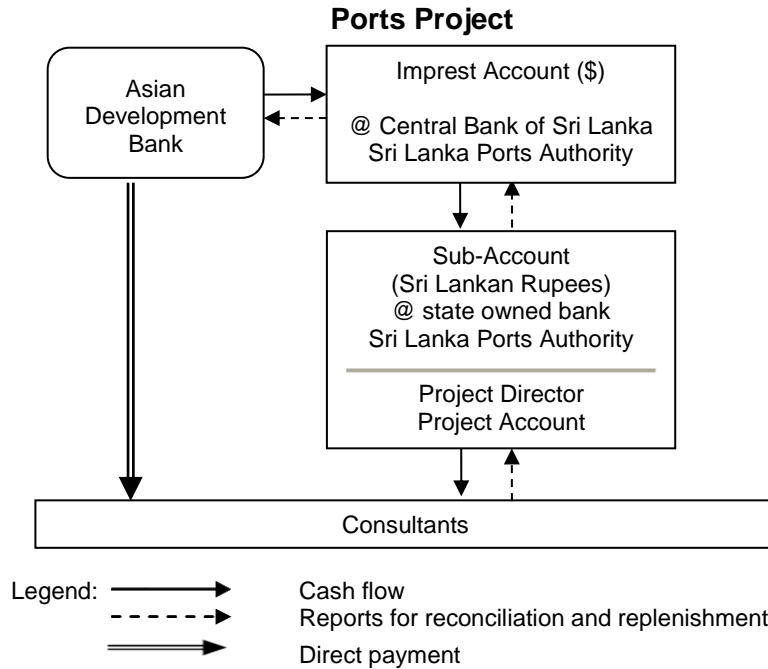 Ports Project
Asian
Development
Bank
Imprest Account ($)
@ Central Bank of Sri Lanka
Sri Lanka Ports Authority
Sub-Account
(Sri Lankan Rupees)
@ state owned bank
Sri Lanka Ports Authority
Project Director
Project Account
Consultants
Legend:
Cash flow
Reports for reconciliation and replenishment
Direct payment